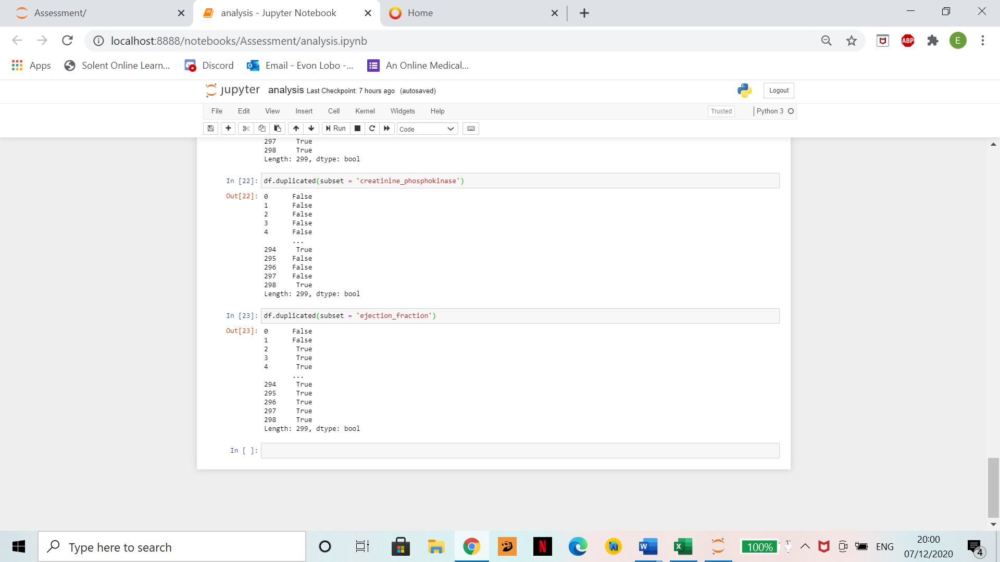 Assessment/
analysis - Jupyter Notebook
Home
localhost:8888/notebooks/Assessment/analysis.ipynb
ABP
E
Apps
Solent Online Learn...
Discord
Email - Evon Lobo -...
An Online Medical...
jupyter
analysis Last Checkpoint: 7 hours ago (autosaved)
Logout
File Edit View Insert Cell Kernel Widgets Help
Trusted
Python 3
Run
Code
297 True
298 True
Length: 299, dtype: bool
In [22]: df.duplicated(subset = 'creatinine_phosphokinase')
Out[22]: 0 False
1 False
2 False
3 False
4 False
...
294 True
295 False
296 False
297 False
298 True
Length: 299, dtype: bool
In [23]: df.duplicated(subset = 'ejection_fraction')
Out[23]: 0 False
1 False
2 True
3 True
4 True
...
294 True
295 True
296 True
297 True
298 True
Length: 299, dtype: bool
In [ ]:
Type here to search
N
W
X
100%
ENG
20:00
07/12/2020
4